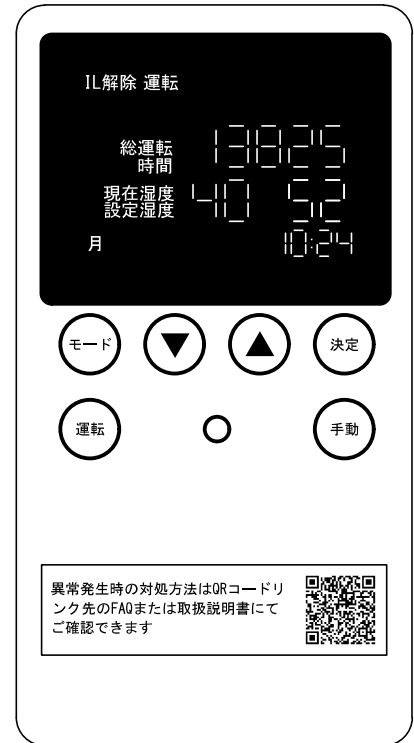 IL解除 運転
総運転
時間 13825
現在湿度
設定湿度 40 52
月 10:24
モード ▼ ▲ 決定
運転 手動
異常発生時の対処方法はQRコードリ
ンク先のFAQまたは取扱説明書にて
ご確認できます